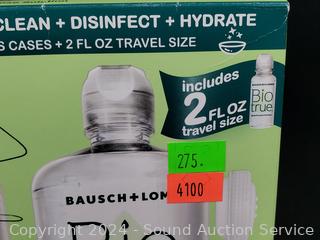 CLEAN + DISINFECT + HYDRATE
S CASES + 2 FL OZ TRAVEL SIZE
includes
2 FL OZ
travel size
Bio
true
275.
4100
BAUSCH + LOM
Bio
Copyright 2024 - Sound Auction Service